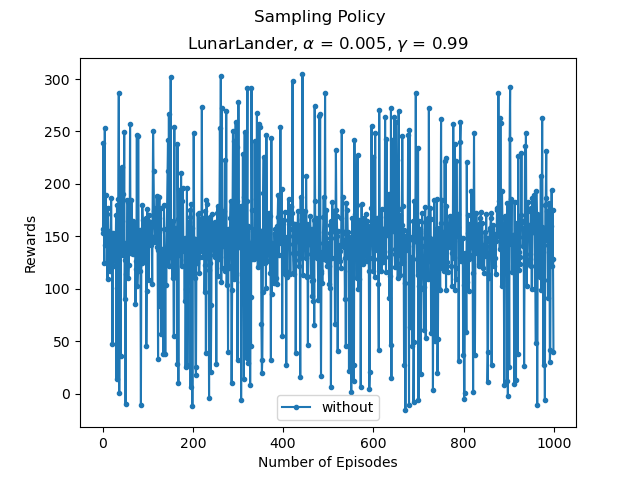 Sampling Policy
LunarLander, α = 0.005, γ = 0.99
Rewards
300
250
200
150
100
50
0
without
0 200 400 600 800 1000
Number of Episodes